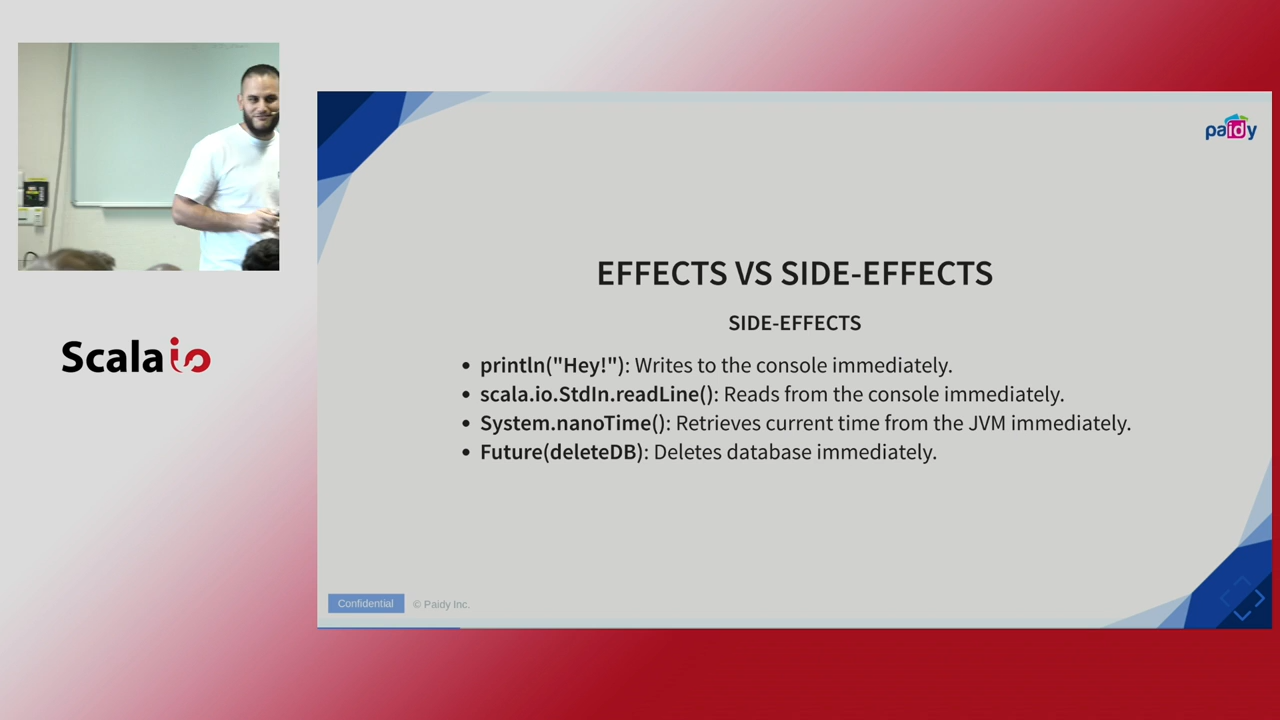 paidy
EFFECTS VS SIDE-EFFECTS
SIDE-EFFECTS
• println("Hey!"): Writes to the console immediately.
• scala.io.StdIn.readLine(): Reads from the console immediately.
• System.nanoTime(): Retrieves current time from the JVM immediately.
• Future(deleteDB): Deletes database immediately.
Scala io
Confidential © Paidy Inc.